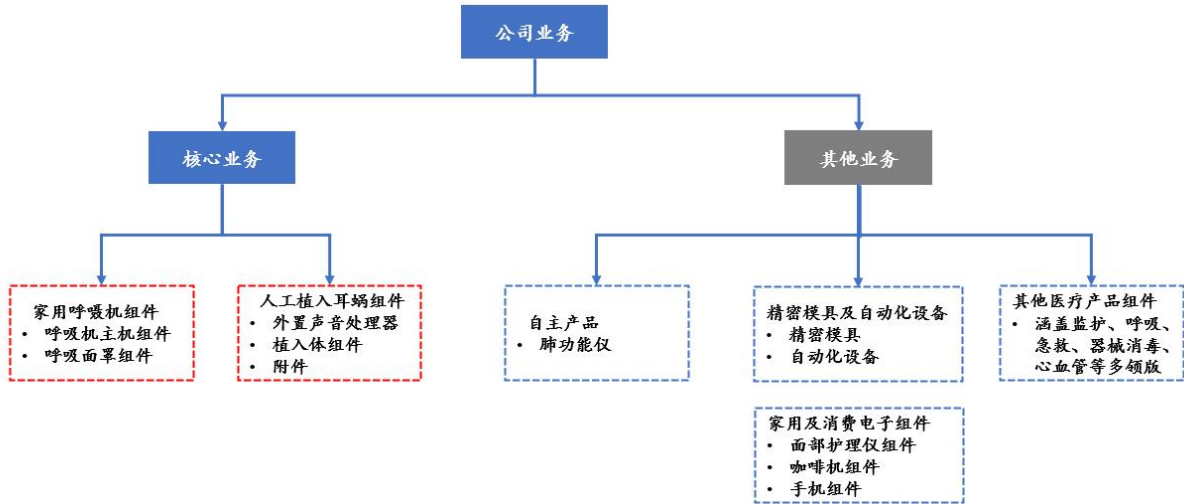 公司业务
核心业务
其他业务
家用呼吸机组件
• 呼吸机主机组件
• 呼吸面罩组件
人工植入耳蜗组件
• 外置声音处理器
• 植入体组件
• 附件
自主产品
• 肺功能仪
精密模具及自动化设备
• 精密模具
• 自动化设备
其他医疗产品组件
• 涵盖监护、呼吸、
急救、器械消毒、
心血管等多领版
家用及消费电子组件
• 面部护理仪组件
• 咖啡机组件
• 手机组件